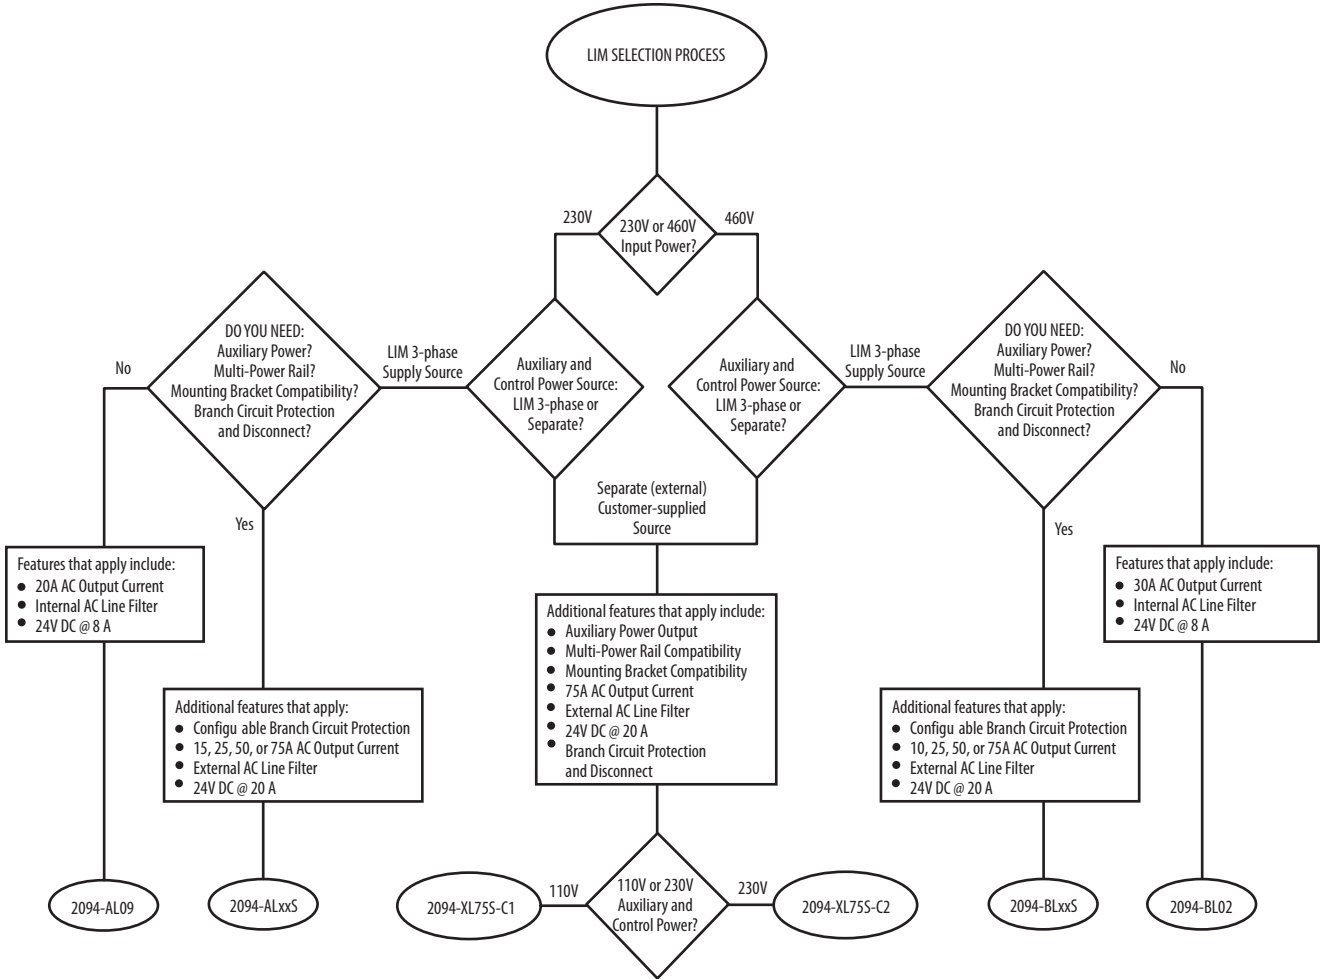 LIM SELECTION PROCESS
230V
230V or 460V
Input Power?
460V
DO YOU NEED:
Auxiliary Power?
Multi-Power Rail?
Mounting Bracket Compatibility?
Branch Circuit Protection
and Disconnect?
No
Yes
LIM 3-phase
Supply Source
Auxiliary and
Control Power Source:
LIM 3-phase or
Separate?
Auxiliary and
Control Power Source:
LIM 3-phase or
Separate?
LIM 3-phase
Supply Source
DO YOU NEED:
Auxiliary Power?
Multi-Power Rail?
Mounting Bracket Compatibility?
Branch Circuit Protection
and Disconnect?
No
Yes
Separate (external)
Customer-supplied
Source
Features that apply include:
● 20A AC Output Current
● Internal AC Line Filter
● 24V DC @ 8 A
Additional features that apply:
● Configu able Branch Circuit Protection
● 15, 25, 50, or 75A AC Output Current
● External AC Line Filter
● 24V DC @ 20 A
Additional features that apply include:
● Auxiliary Power Output
● Multi-Power Rail Compatibility
● Mounting Bracket Compatibility
● 75A AC Output Current
● External AC Line Filter
● 24V DC @ 20 A
● Branch Circuit Protection
and Disconnect
Additional features that apply:
● Configu able Branch Circuit Protection
● 10, 25, 50, or 75A AC Output Current
● External AC Line Filter
● 24V DC @ 20 A
Features that apply include:
● 30A AC Output Current
● Internal AC Line Filter
● 24V DC @ 8 A
2094-AL09
2094-ALxxS
2094-XL75S-C1
110V
110V or 230V
Auxiliary and
Control Power?
230V
2094-XL75S-C2
2094-BLxxS
2094-BL02